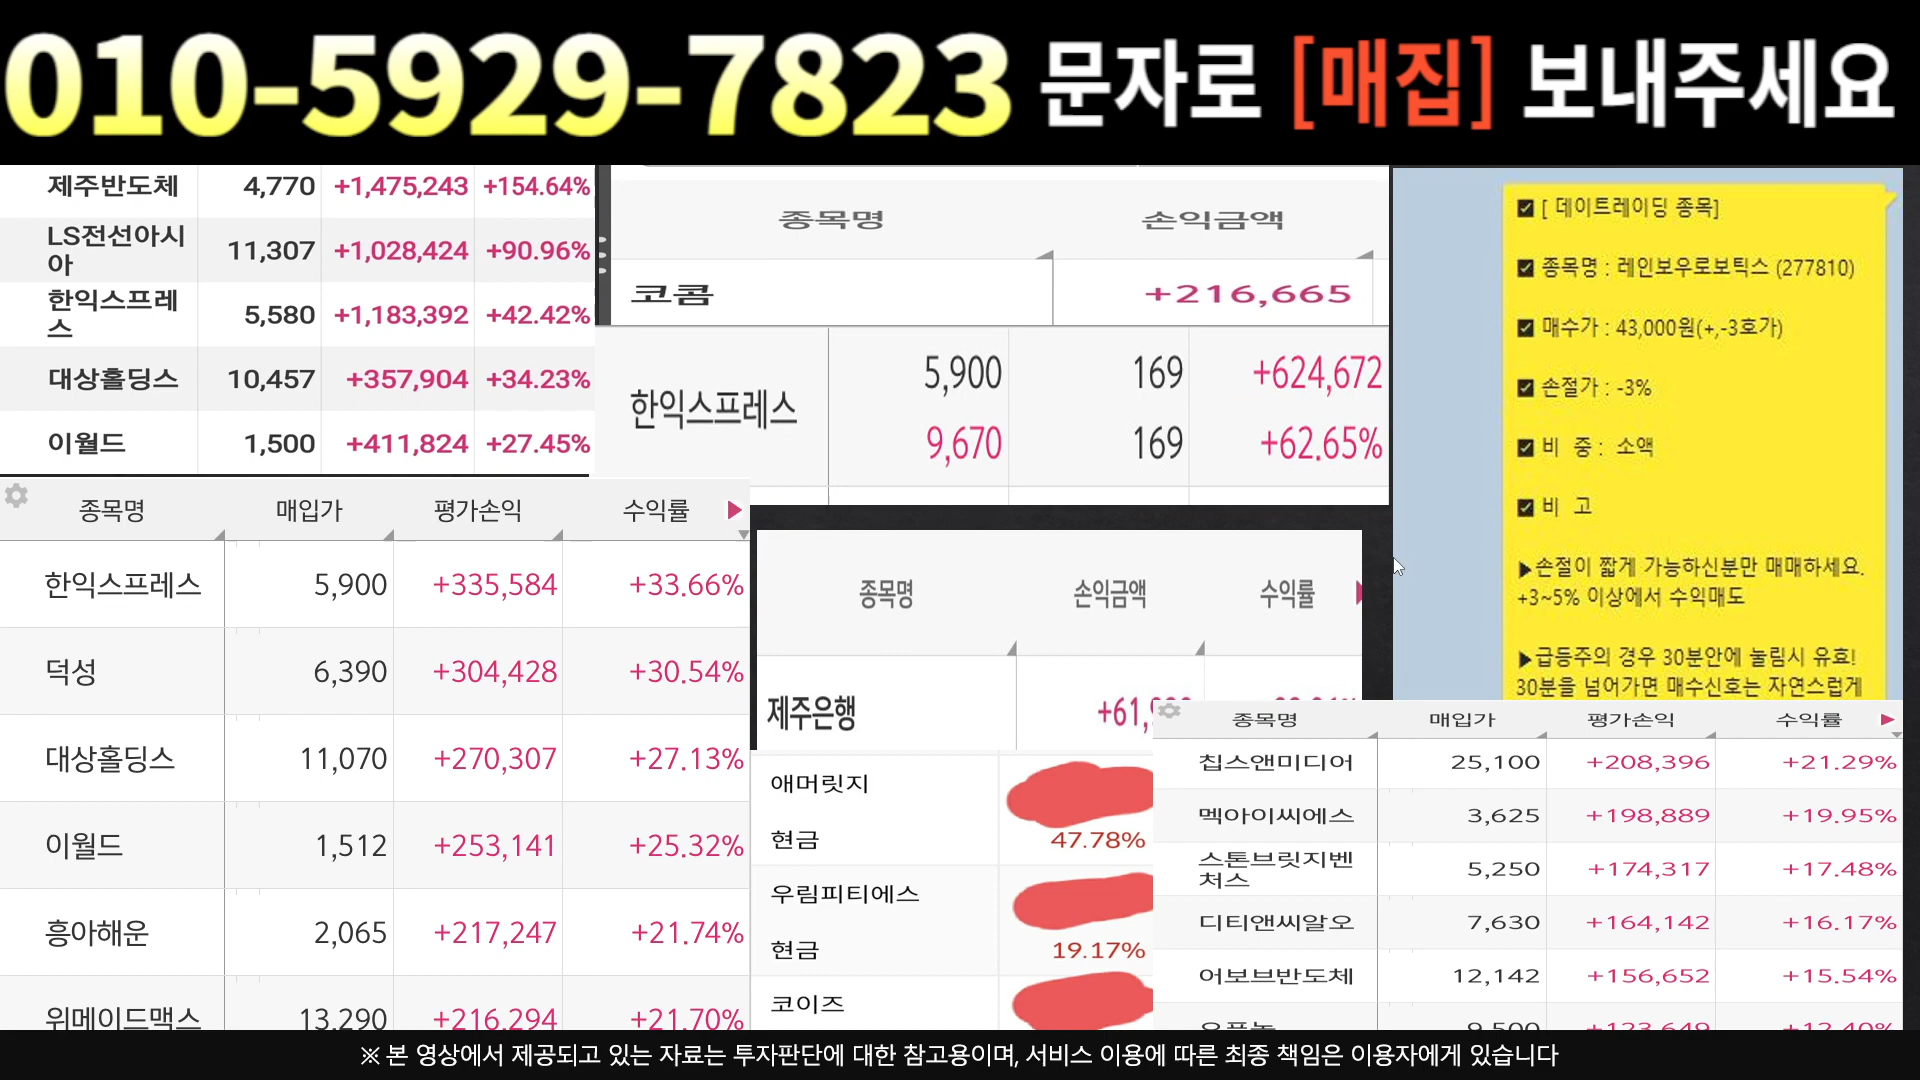 010-5929-7823 문자로 [매집] 보내주세요
제주반도체 4,770 +1,475,243 +154.64%
LS전선아시
아 11,307 +1,028,424 +90.96%
한익스프레
스 5,580 +1,183,392 +42.42%
대상홀딩스 10,457 +357,904 +34.23%
이월드 1,500 +411,824 +27.45%
종목명 손익금액
코콤 +216,665
한익스프레스 5,900 169 +624,672
9,670 169 +62.65%
[ 데이트레이딩 종목]
종목명 : 레인보우로보틱스 (277810)
매수가 : 43,000원(+,-3호가)
손절가 : -3%
비 중 : 소액
비 고
▶손절이 짧게 가능하신분만 매매하세요.
+3~5% 이상에서 수익매도
▶급등주의 경우 30분안에 눌림시 유효!
30분을 넘어가면 매수신호는 자연스럽게
종목명 매입가 평가손익 수익률
한익스프레스 5,900 +335,584 +33.66%
덕성 6,390 +304,428 +30.54%
대상홀딩스 11,070 +270,307 +27.13%
이월드 1,512 +253,141 +25.32%
흥아해운 2,065 +217,247 +21.74%
위메이드맥스 13,290 +216,294 +21.70%
종목명 손익금액 수익률
제주은행
애머릿지
현금 47.78%
우림피티에스
현금 19.17%
코이즈
종목명 매입가 평가손익 수익률
칩스앤미디어 25,100 +208,396 +21.29%
멕아이씨에스 3,625 +198,889 +19.95%
스톤브릿지벤
처스 5,250 +174,317 +17.48%
디티앤씨알오 7,630 +164,142 +16.17%
어보브반도체 12,142 +156,652 +15.54%
※ 본 영상에서 제공되고 있는 자료는 투자판단에 대한 참고용이며, 서비스 이용에 따른 최종 책임은 이용자에게 있습니다